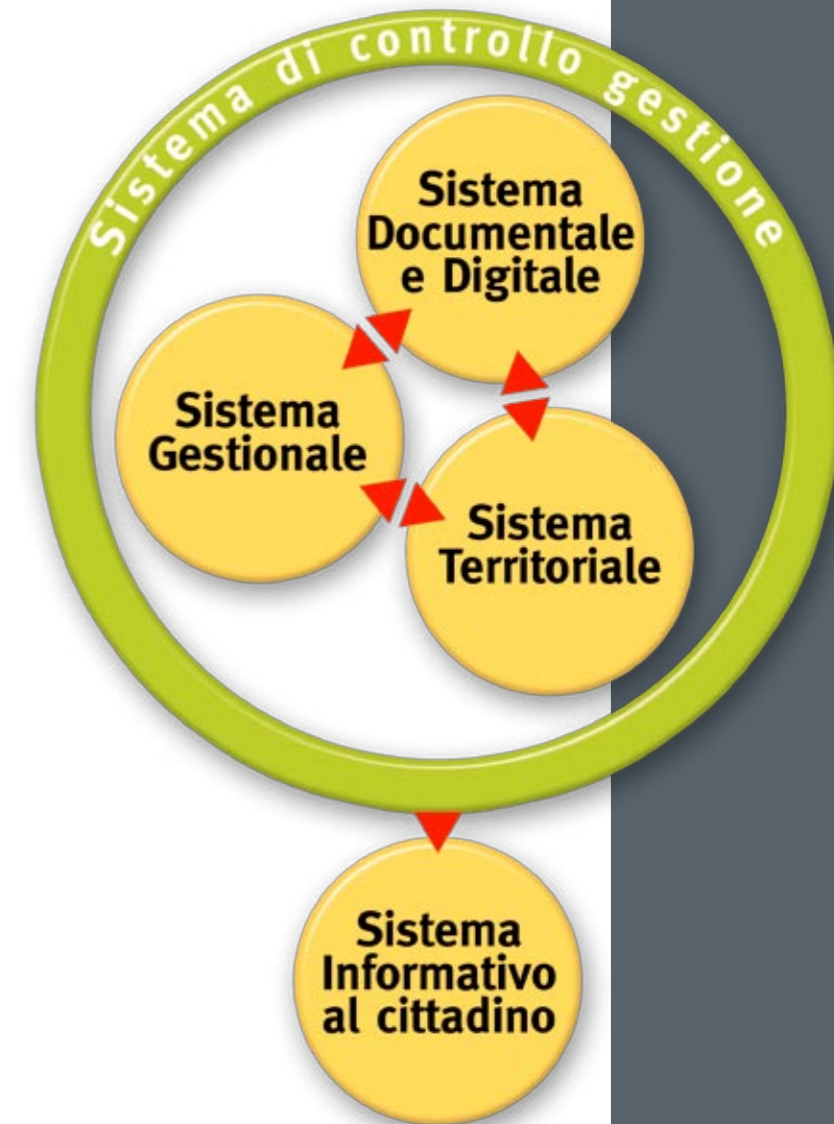 Sistema di controllo gestione
Sistema
Documentale
e Digitale
Sistema
Gestionale
Sistema
Territoriale
Sistema
Informativo
al cittadino